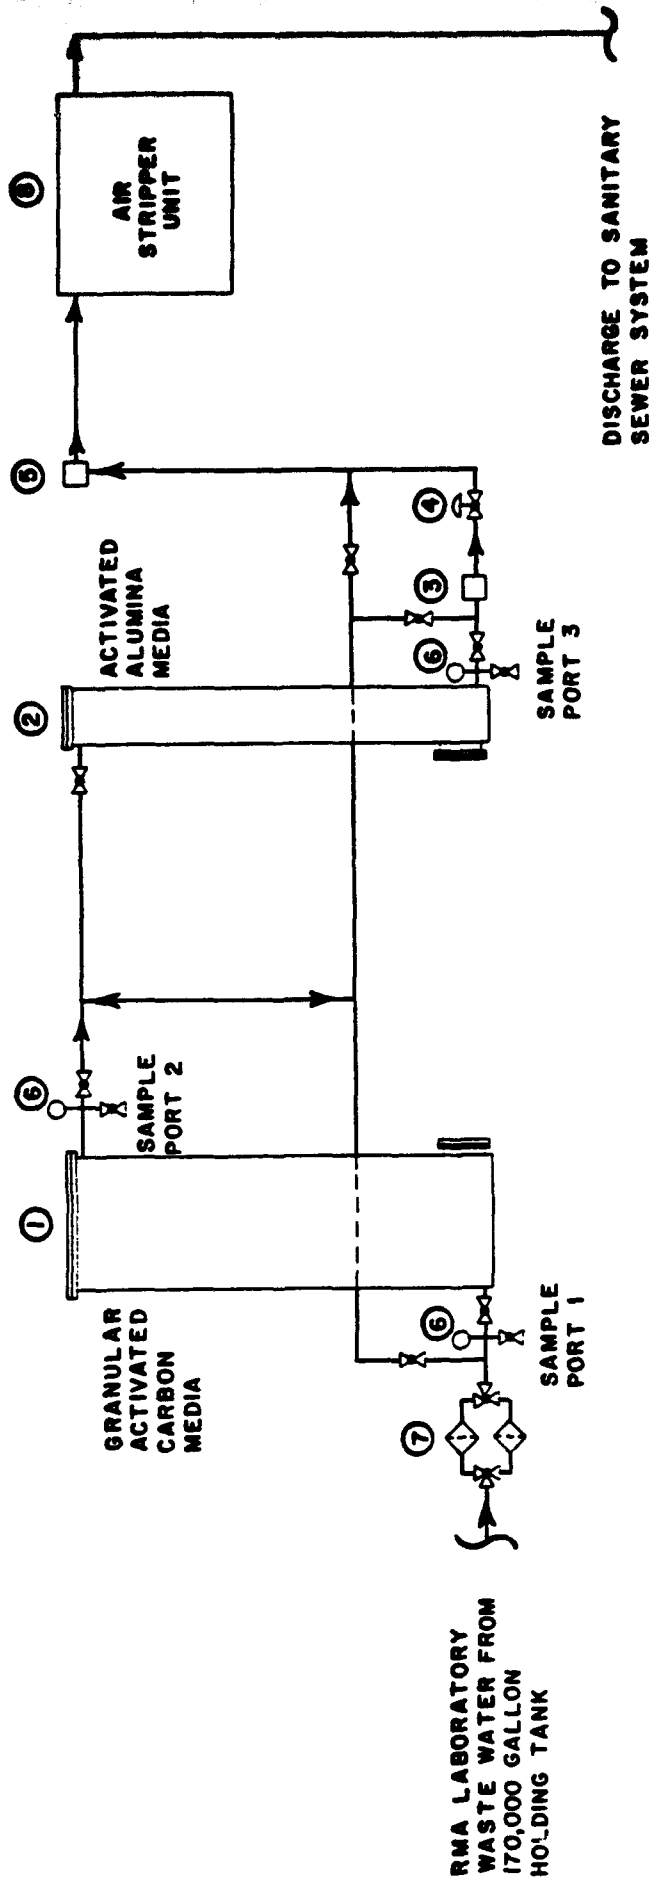 RMA LABORATORY
WASTE WATER FROM
170,000 GALLON
HOLDING TANK
7
6
SAMPLE
PORT 1
GRANULAR
ACTIVATED
CARBON
MEDIA
1
6
SAMPLE
PORT 2
2
ACTIVATED
ALUMINA
MEDIA
6
SAMPLE
PORT 3
3
4
5
8
AIR
STRIPPER
UNIT
DISCHARGE TO SANITARY
SEWER SYSTEM